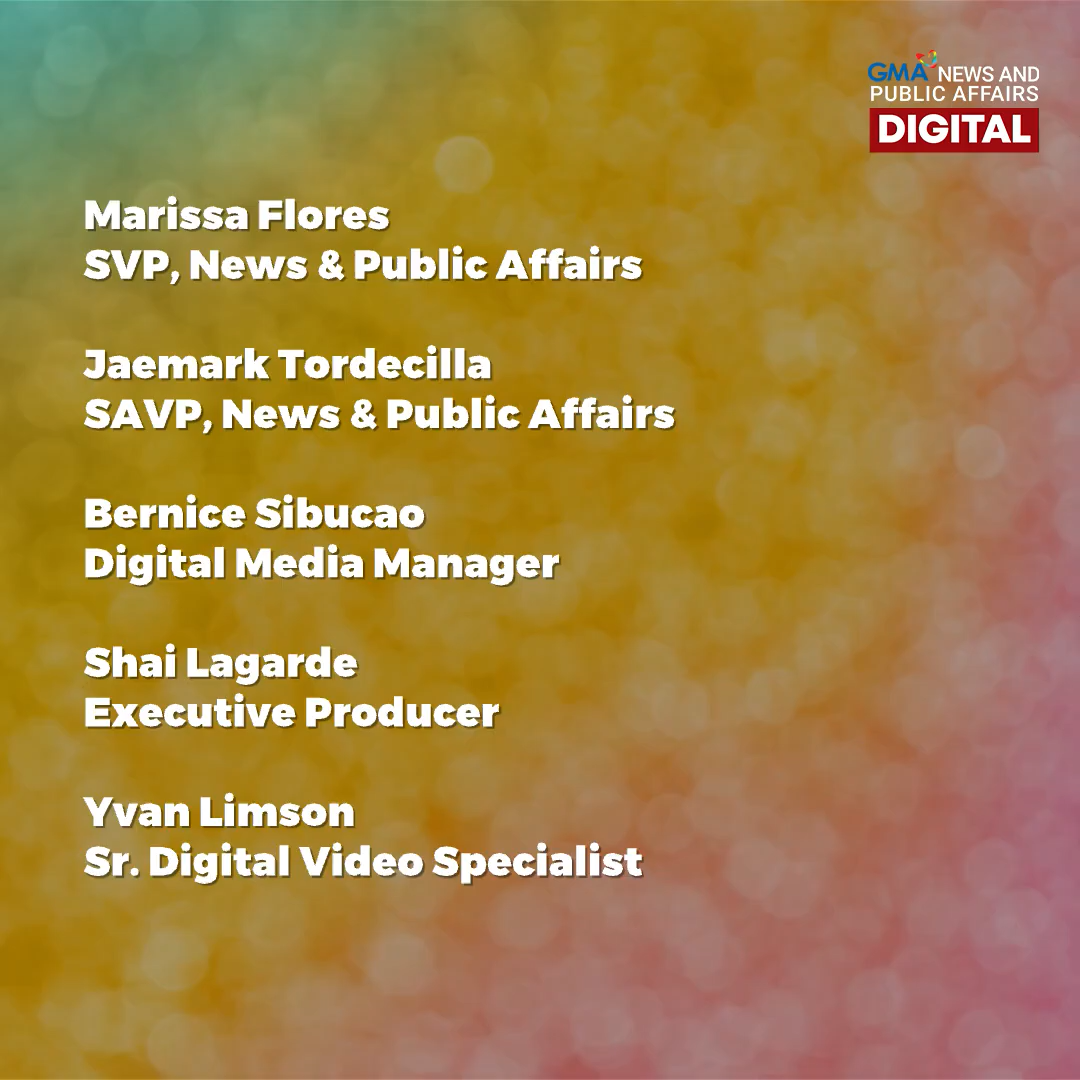 GMA NEWS AND
PUBLIC AFFAIRS
DIGITAL
Marissa Flores
SVP, News & Public Affairs
Jaemark Tordecilla
SAVP, News & Public Affairs
Bernice Sibucao
Digital Media Manager
Shai Lagarde
Executive Producer
Yvan Limson
Sr. Digital Video Specialist